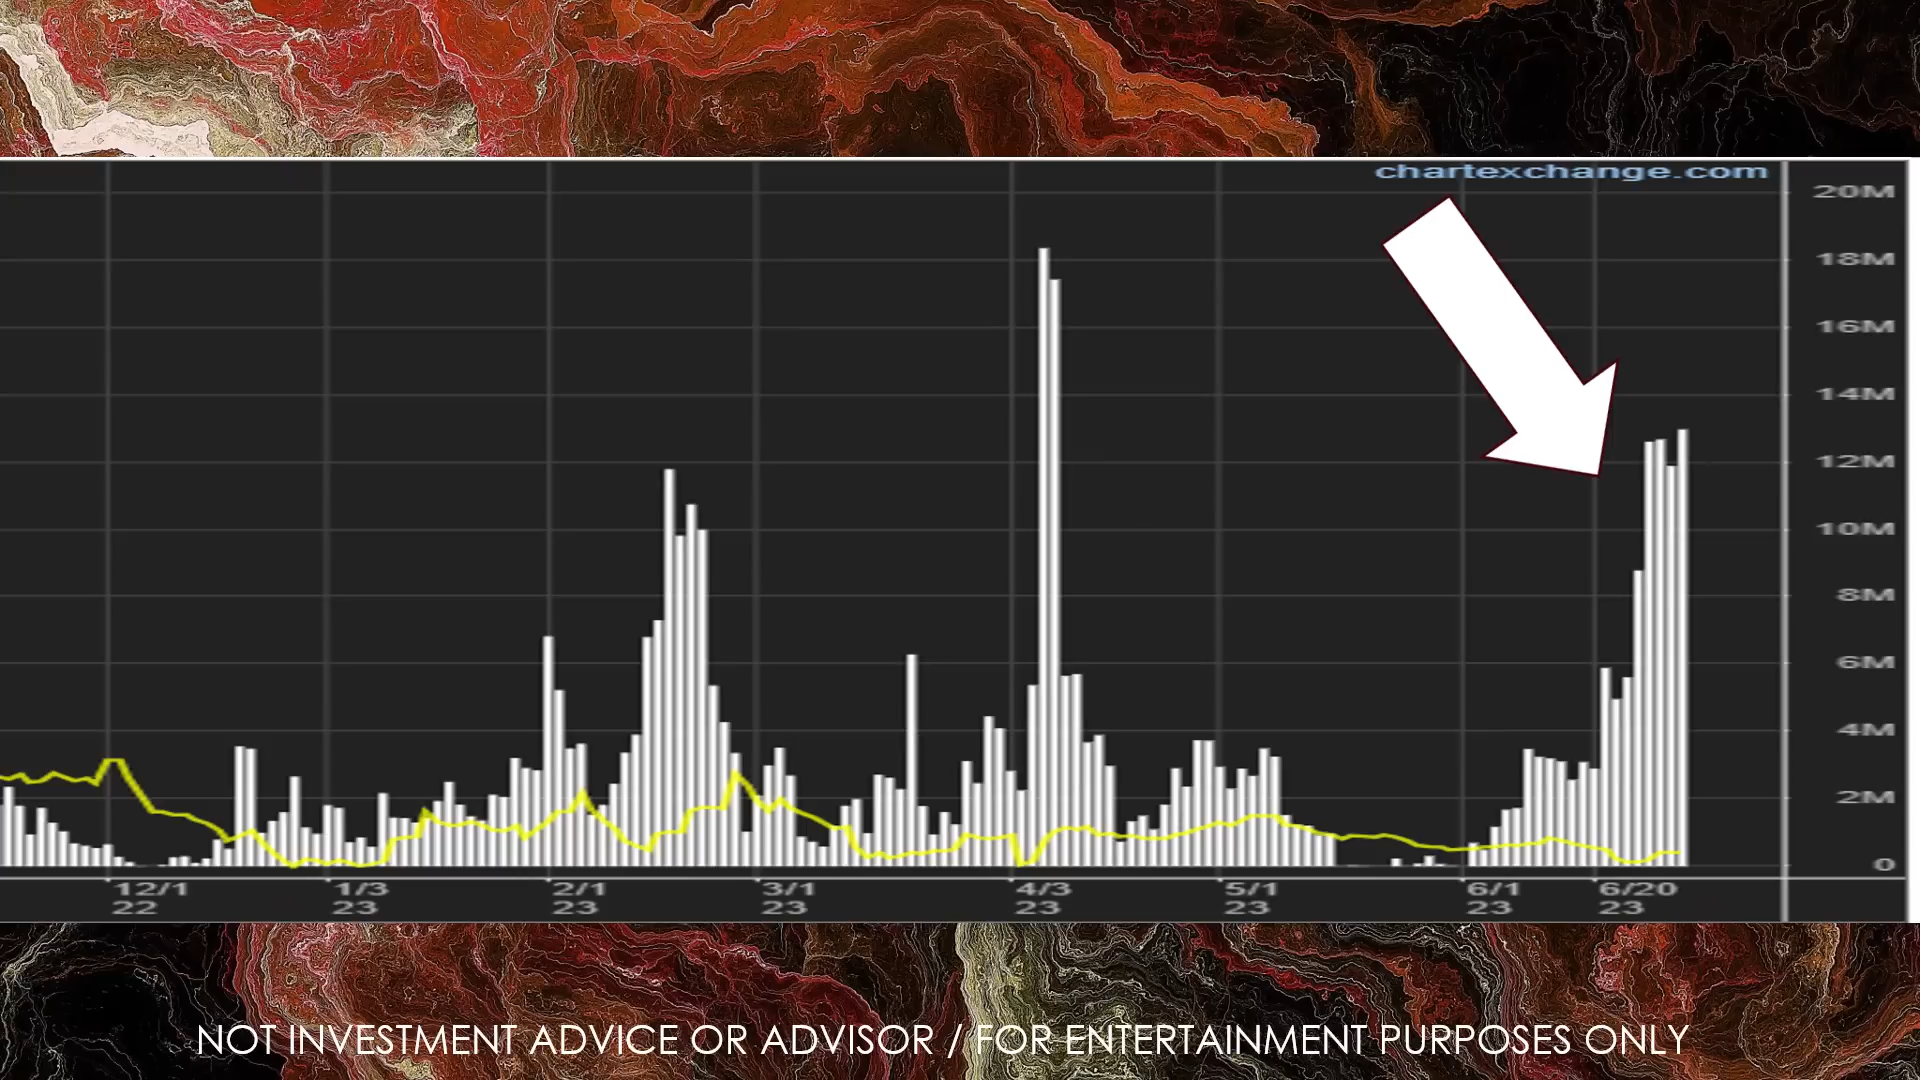 chartexchange.com
20M
18M
16M
14M
12M
10M
8M
6M
4M
2M
0
12/1 1/3 2/1 3/1 4/3 5/1 6/1 6/20
22 23 23 23 23 23 23 23
NOT INVESTMENT ADVICE OR ADVISOR / FOR ENTERTAINMENT PURPOSES ONLY